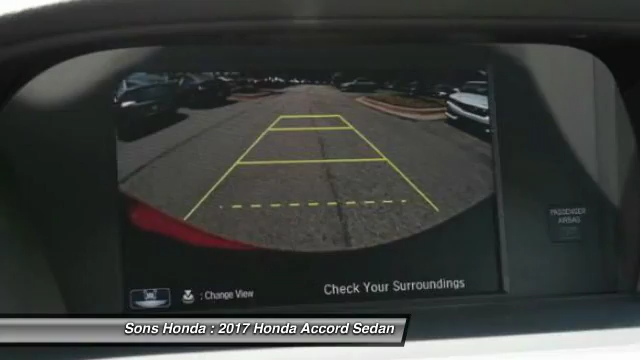 PASSENGER
AIRBAG
: Change View
Check Your Surroundings
Sons Honda : 2017 Honda Accord Sedan